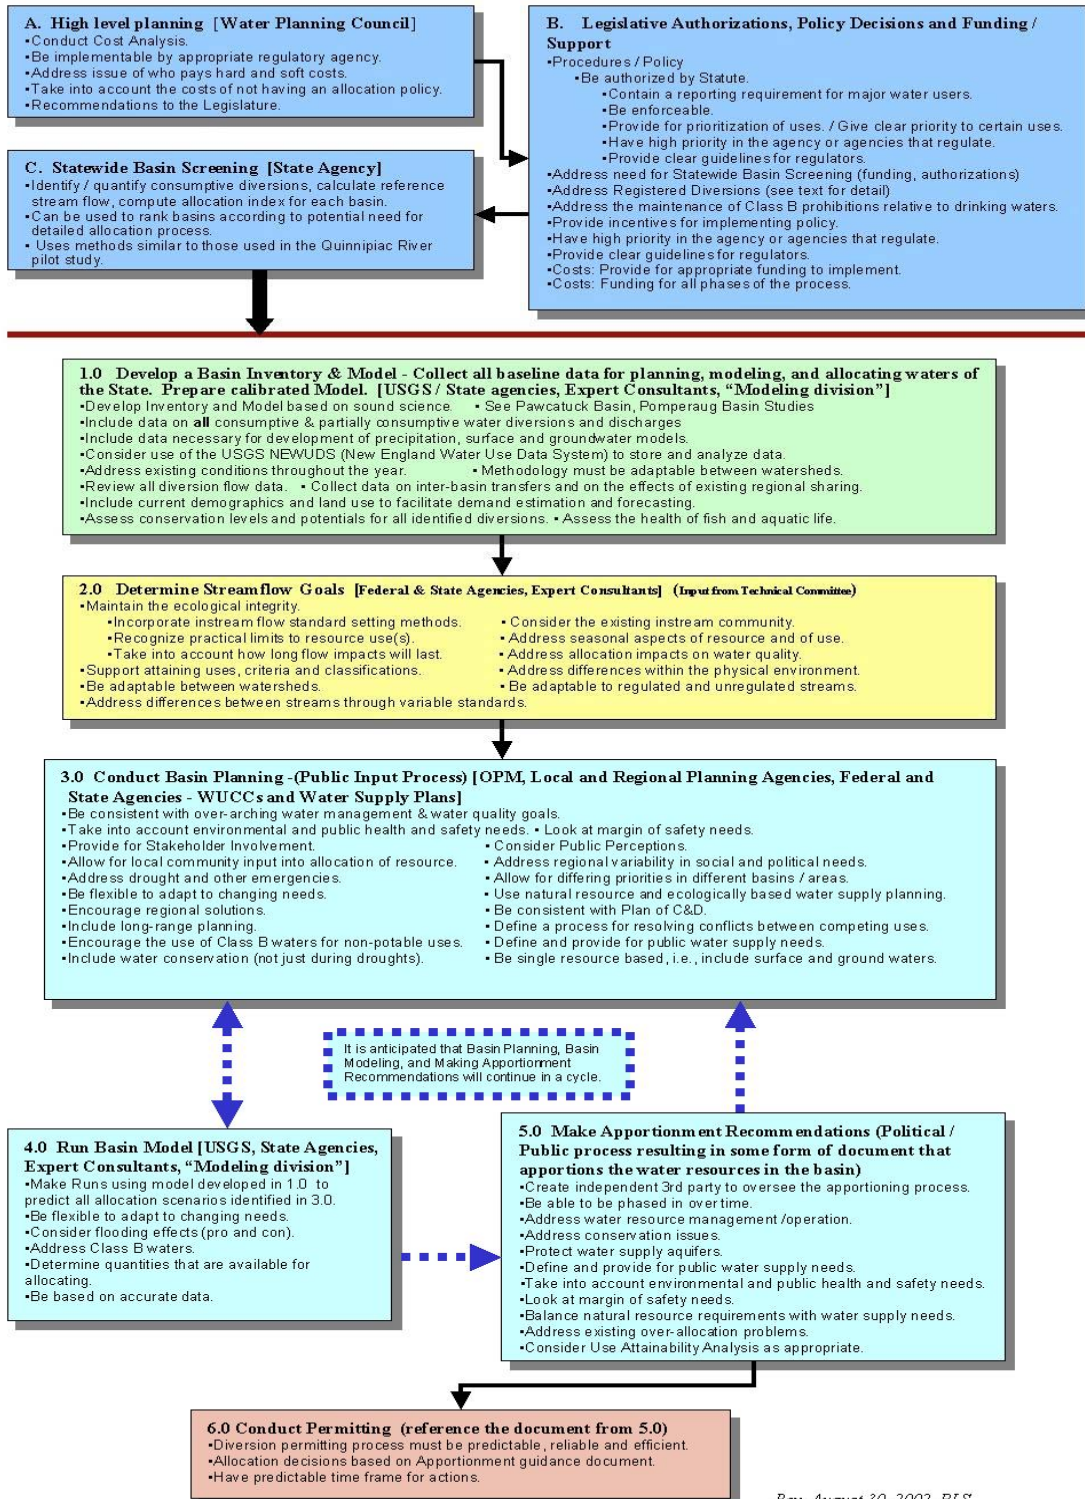 A. High level planning [Water Planning Council]
•Conduct Cost Analysis.
•Be implementable by appropriate regulatory agency.
•Address issue of who pays hard and soft costs.
•Take into account the costs of not having an allocation policy.
•Recommendations to the Legislature.
B. Legislative Authorizations, Policy Decisions and Funding /
Support
•Procedures / Policy
•Be authorized by Statute.
•Contain a reporting requirement for major water users.
•Be enforceable.
•Provide for prioritization of uses. / Give clear priority to certain uses.
•Have high priority in the agency or agencies that regulate.
•Provide clear guidelines for regulators.
•Address need for Statewide Basin Screening (funding, authorizations)
•Address Registered Diversions (see text for detail)
•Address the maintenance of Class B prohibitions relative to drinking waters.
•Provide incentives for implementing policy.
•Have high priority in the agency or agencies that regulate.
•Provide clear guidelines for regulators.
•Costs: Provide for appropriate funding to implement.
•Costs: Funding for all phases of the process.
C. Statewide Basin Screening [State Agency]
•Identify / quantify consumptive diversions, calculate reference
stream flow, compute allocation index for each basin.
•Can be used to rank basins according to potential need for
detailed allocation process.
• Uses methods similar to those used in the Quinnipiac River
pilot study.
1.0 Develop a Basin Inventory & Model - Collect all baseline data for planning, modeling, and allocating waters of
the State. Prepare calibrated Model. [USGS / State agencies, Expert Consultants, “Modeling division”]
•Develop Inventory and Model based on sound science. • See Pawcatuck Basin, Pomperaug Basin Studies
•Include data on all consumptive & partially consumptive water diversions and discharges
•Include data necessary for development of precipitation, surface and groundwater models.
•Consider use of the USGS NEWUDS (New England Water Use Data System) to store and analyze data.
•Address existing conditions throughout the year. • Methodology must be adaptable between watersheds.
•Review all diversion flow data. • Collect data on inter-basin transfers and on the effects of existing regional sharing.
•Include current demographics and land use to facilitate demand estimation and forecasting.
•Assess conservation levels and potentials for all identified diversions. • Assess the health of fish and aquatic life.
2.0 Determine Streamflow Goals [Federal & State Agencies, Expert Consultants] (Input from Technical Committee)
•Maintain the ecological integrity.
•Incorporate instream flow standard setting methods. • Consider the existing instream community.
•Recognize practical limits to resource use(s). • Address seasonal aspects of resource and of use.
•Take into account how long flow impacts will last. • Address allocation impacts on water quality.
•Support attaining uses, criteria and classifications. • Address differences within the physical environment.
•Be adaptable between watersheds. • Be adaptable to regulated and unregulated streams.
•Address differences between streams through variable standards.
3.0 Conduct Basin Planning -(Public Input Process) [OPM, Local and Regional Planning Agencies, Federal and
State Agencies - WUCCs and Water Supply Plans]
•Be consistent with over-arching water management & water quality goals.
•Take into account environmental and public health and safety needs. • Look at margin of safety needs.
•Provide for Stakeholder Involvement. • Consider Public Perceptions.
•Allow for local community input into allocation of resource. • Address regional variability in social and political needs.
•Address drought and other emergencies. • Allow for differing priorities in different basins / areas.
•Be flexible to adapt to changing needs. • Use natural resource and ecologically based water supply planning.
•Encourage regional solutions. • Be consistent with Plan of C&D.
•Include long-range planning. • Define a process for resolving conflicts between competing uses.
•Encourage the use of Class B waters for non-potable uses. • Define and provide for public water supply needs.
•Include water conservation (not just during droughts). • Be single resource based, i.e., include surface and ground waters.
It is anticipated that Basin Planning, Basin
Modeling, and Making Apportionment
Recommendations will continue in a cycle.
4.0 Run Basin Model [USGS, State Agencies,
Expert Consultants, “Modeling division”]
•Make Runs using model developed in 1.0 to
predict all allocation scenarios identified in 3.0.
•Be flexible to adapt to changing needs.
•Consider flooding effects (pro and con).
•Address Class B waters.
•Determine quantities that are available for
allocating.
•Be based on accurate data.
5.0 Make Apportionment Recommendations (Political /
Public process resulting in some form of document that
apportions the water resources in the basin)
•Create independent 3rd party to oversee the apportioning process.
•Be able to be phased in over time.
•Address water resource management /operation.
•Address conservation issues.
•Protect water supply aquifers.
•Define and provide for public water supply needs.
•Take into account environmental and public health and safety needs.
•Look at margin of safety needs.
•Balance natural resource requirements with water supply needs.
•Address existing over-allocation problems.
•Consider Use Attainability Analysis as appropriate.
6.0 Conduct Permitting (reference the document from 5.0)
•Diversion permitting process must be predictable, reliable and efficient.
•Allocation decisions based on Apportionment guidance document.
•Have predictable time frame for actions.
Rev. August 30, 2002